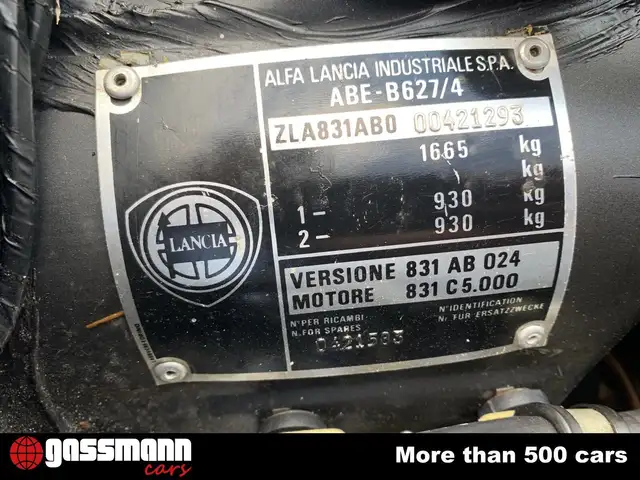 ALFA LANCIA INDUSTRIALE S.P.A.
ABE-B627/4
ZLA831AB0 00421293
1665 kg
kg
1- 930 kg
2- 930 kg
LANCIA
VERSIONE 831 AB 024
MOTORE 831 C5.000
N° PER RICAMBI N° IDENTIFICATION
N. FOR SPARES Nr. FÜR ERSATZZWECKE
0421583
gassmann
cars
More than 500 cars